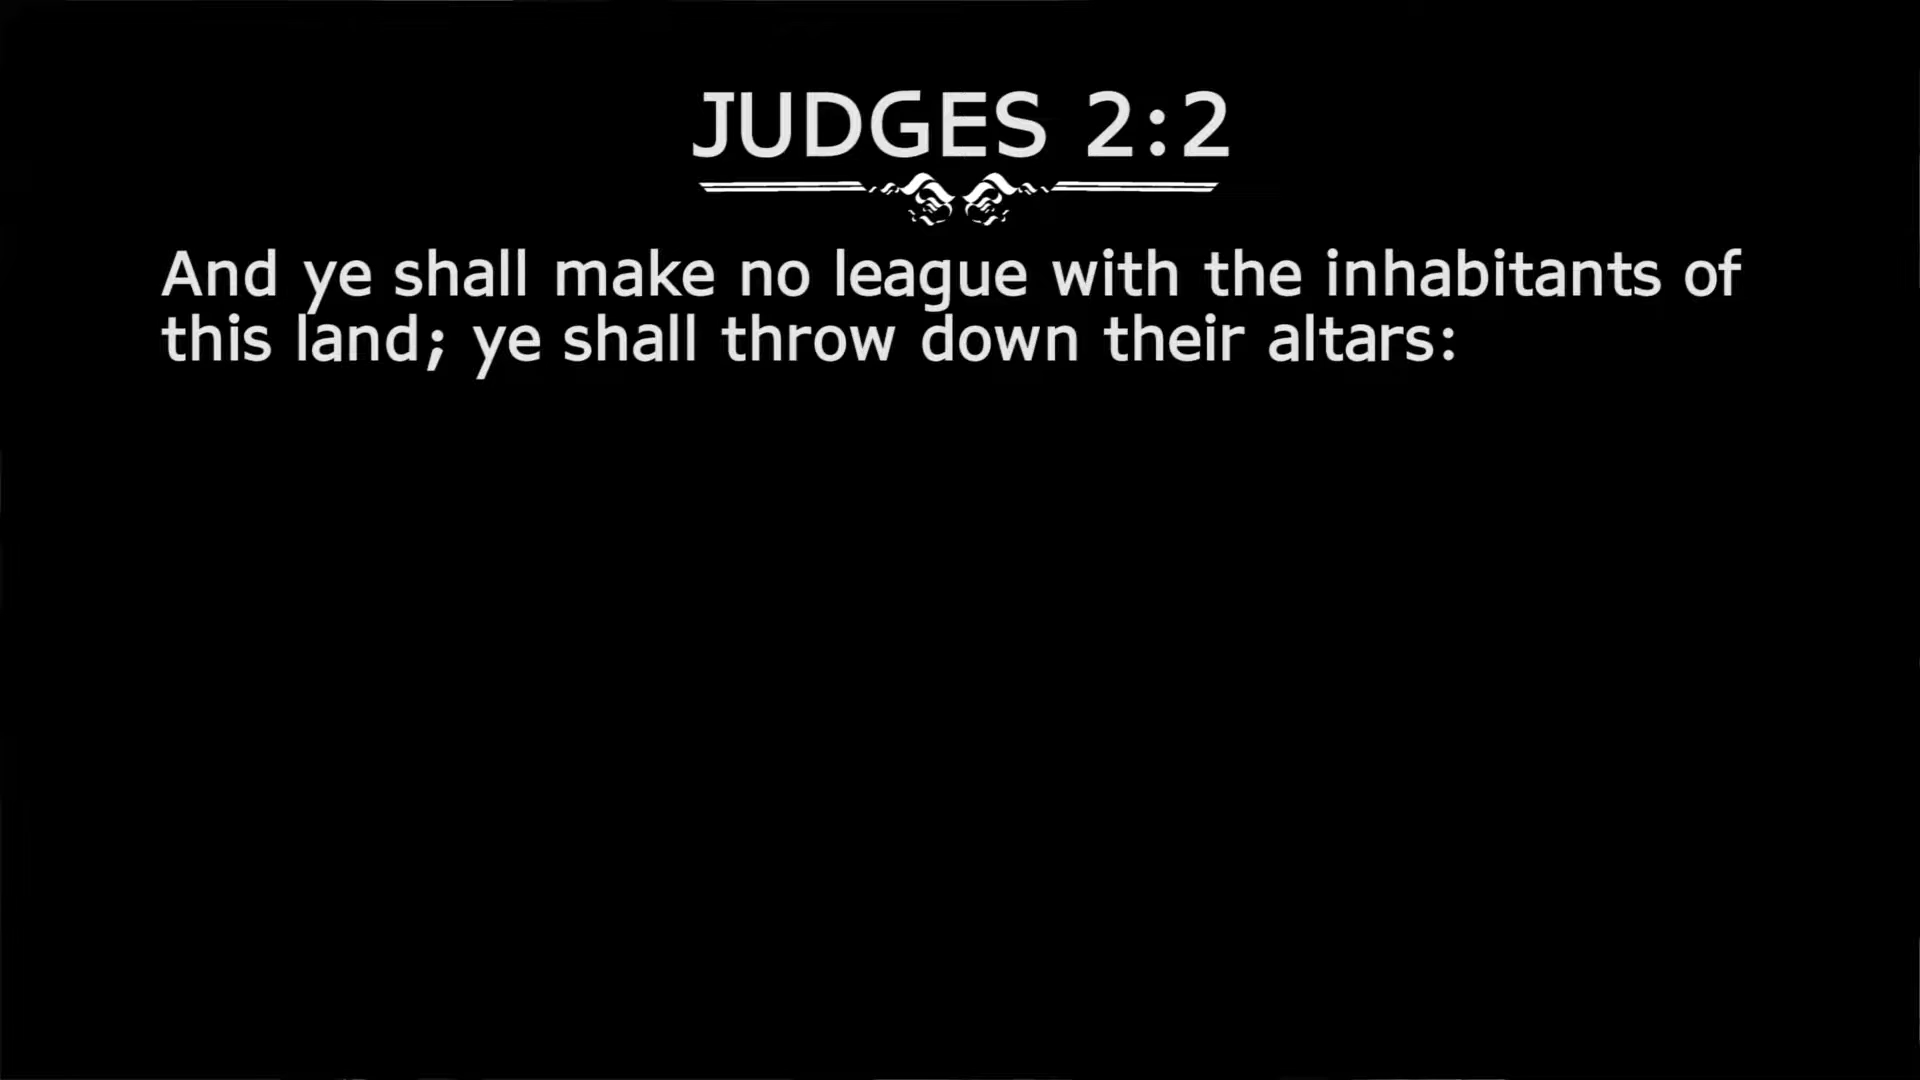 JUDGES 2:2
And ye shall make no league with the inhabitants of
this land; ye shall throw down their altars: